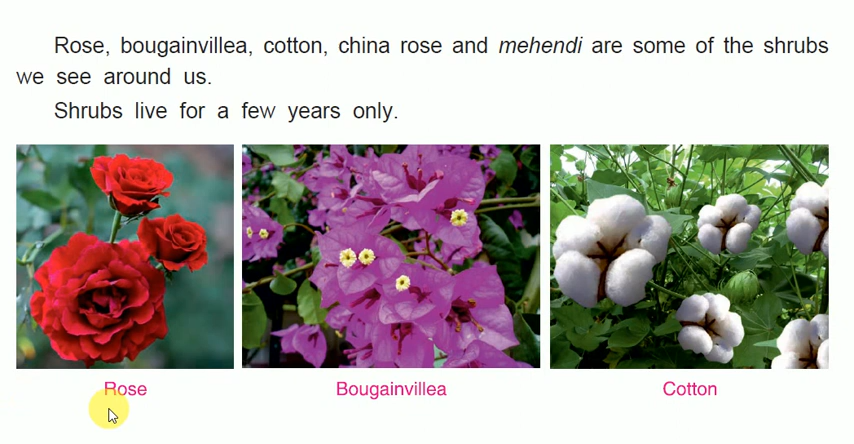 Rose, bougainvillea, cotton, china rose and mehendi are some of the shrubs
we see around us.
Shrubs live for a few years only.
Rose
Bougainvillea
Cotton